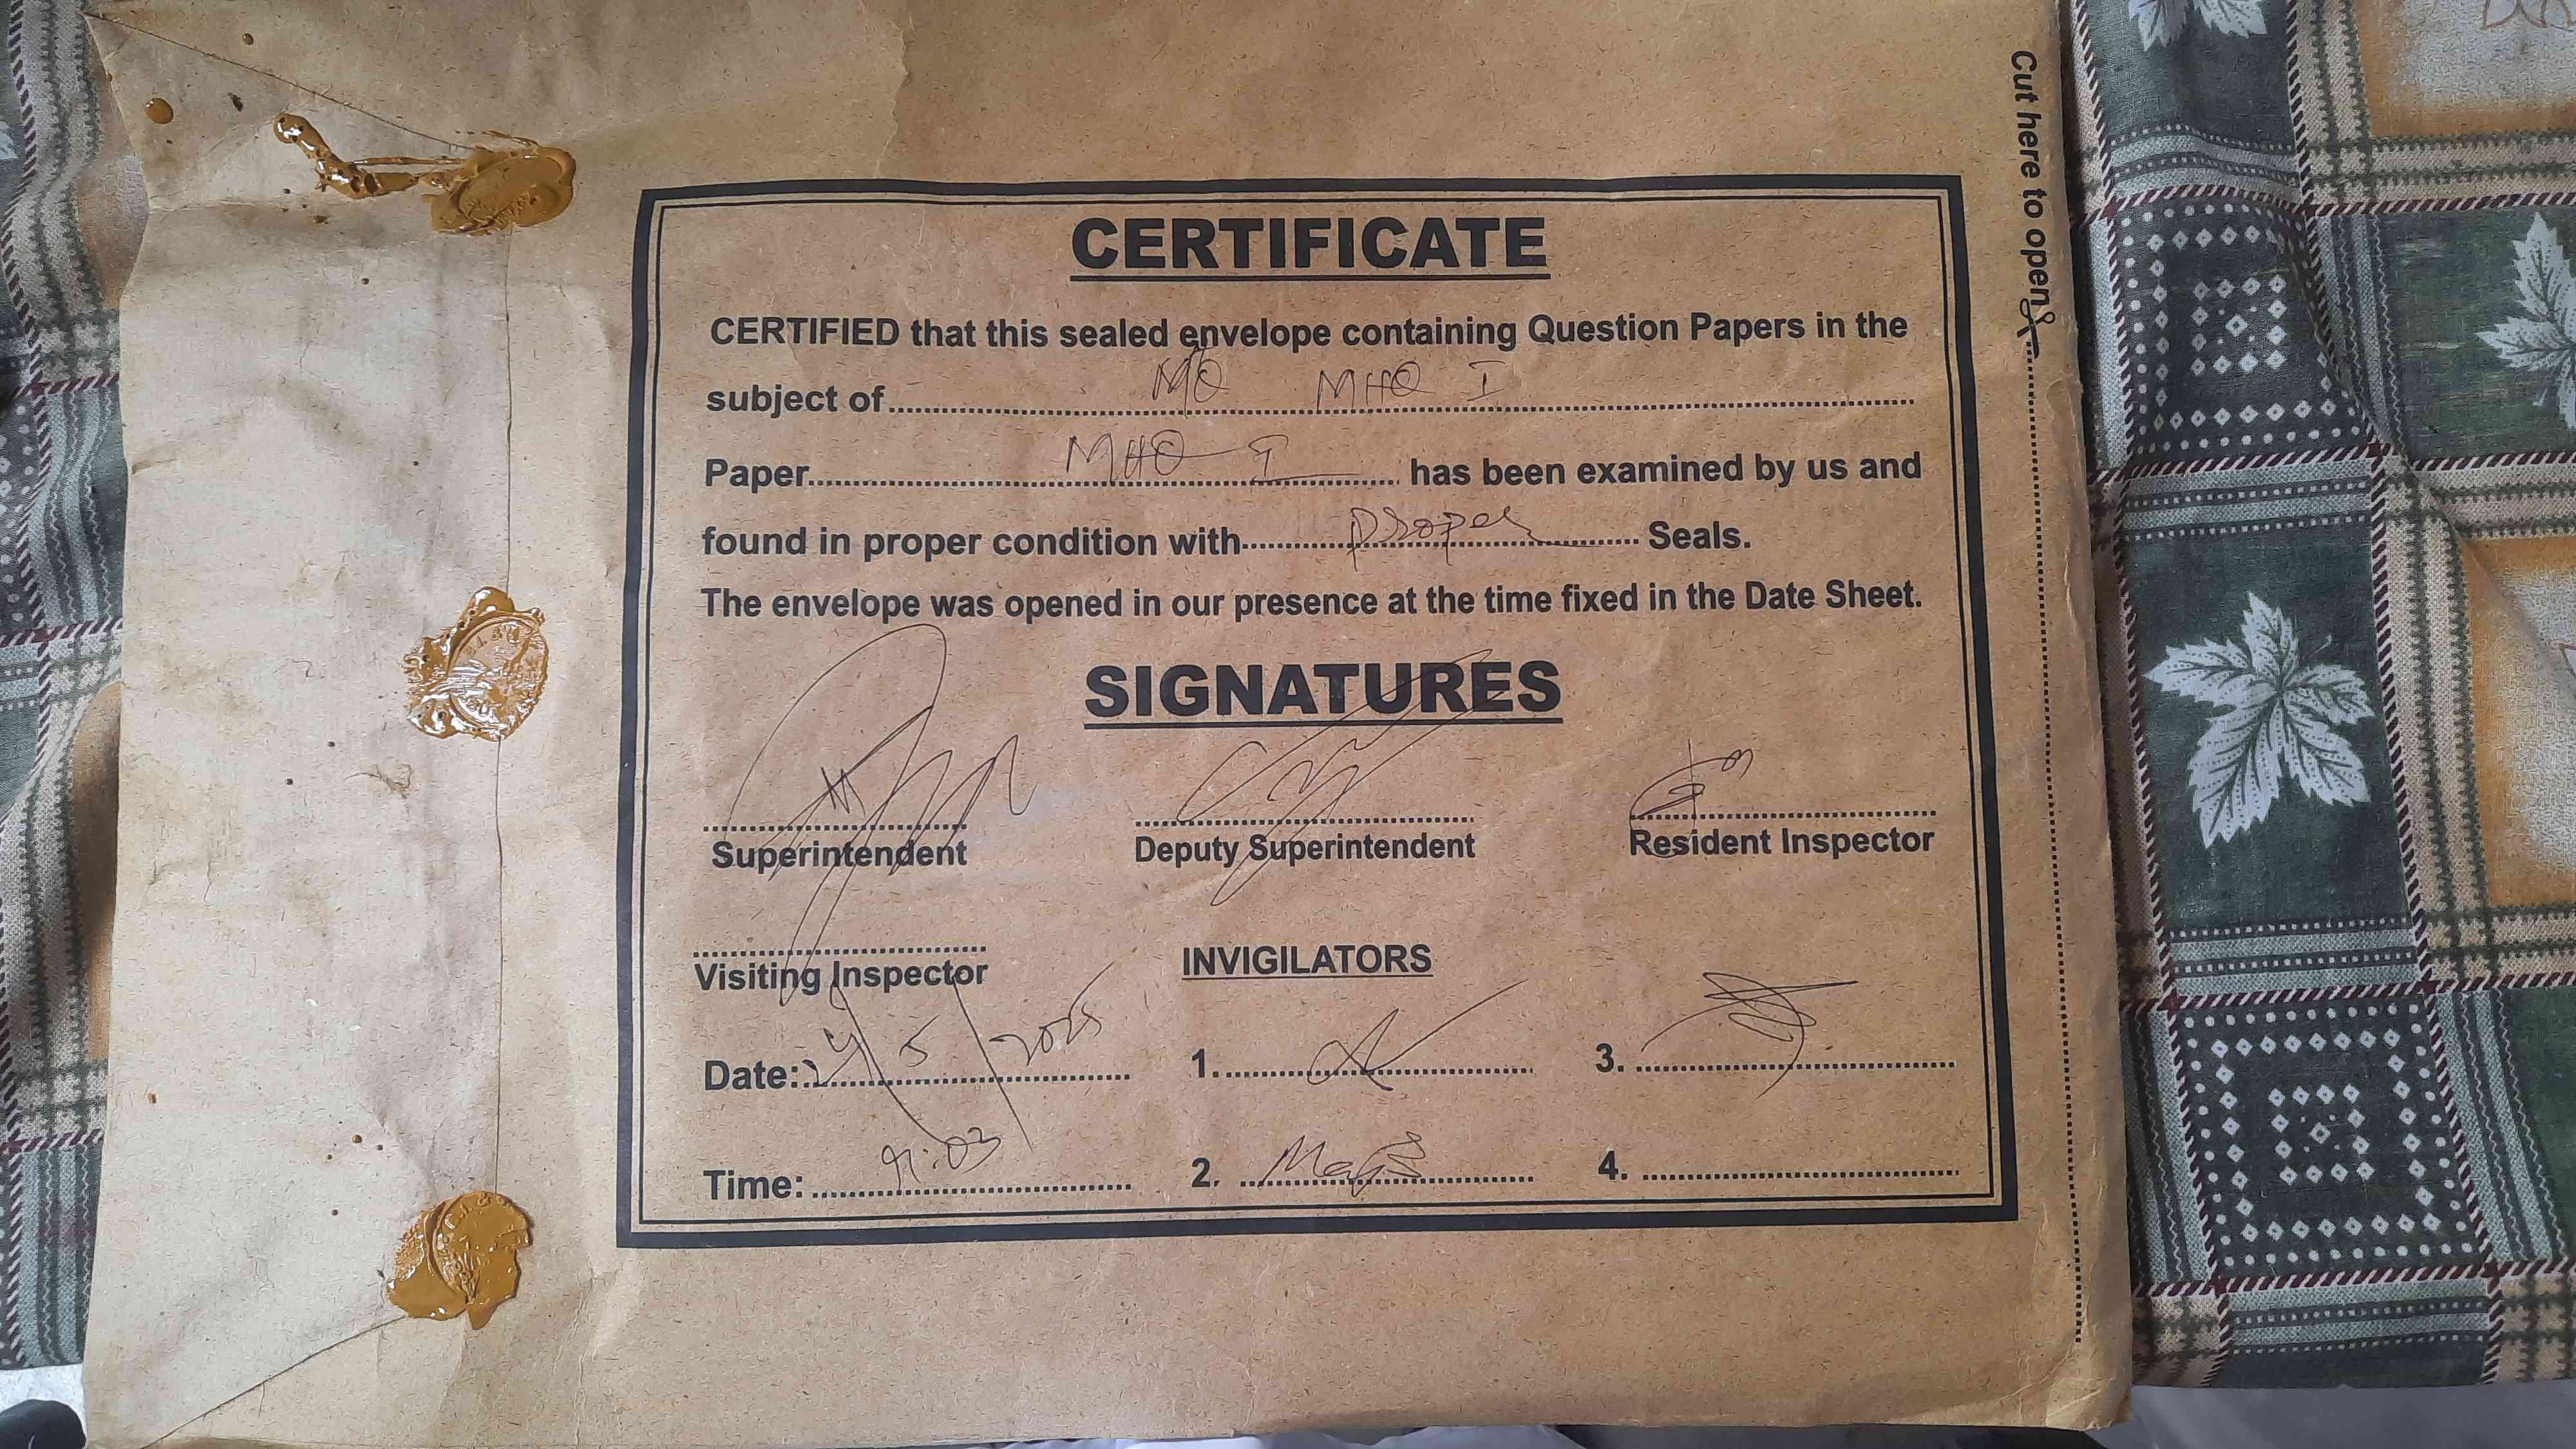 CERTIFICATE
CERTIFIED that this sealed envelope containing Question Papers in the
subject of MHO I
Paper MHO I has been examined by us and
found in proper condition with Proper Seals.
The envelope was opened in our presence at the time fixed in the Date Sheet.
SIGNATURES
Superintendent Deputy Superintendent Resident Inspector
Visiting Inspector INVIGILATORS
Date: 24/5/2025 1. 3.
Time: 9:03 2. 4.
Cut here to open